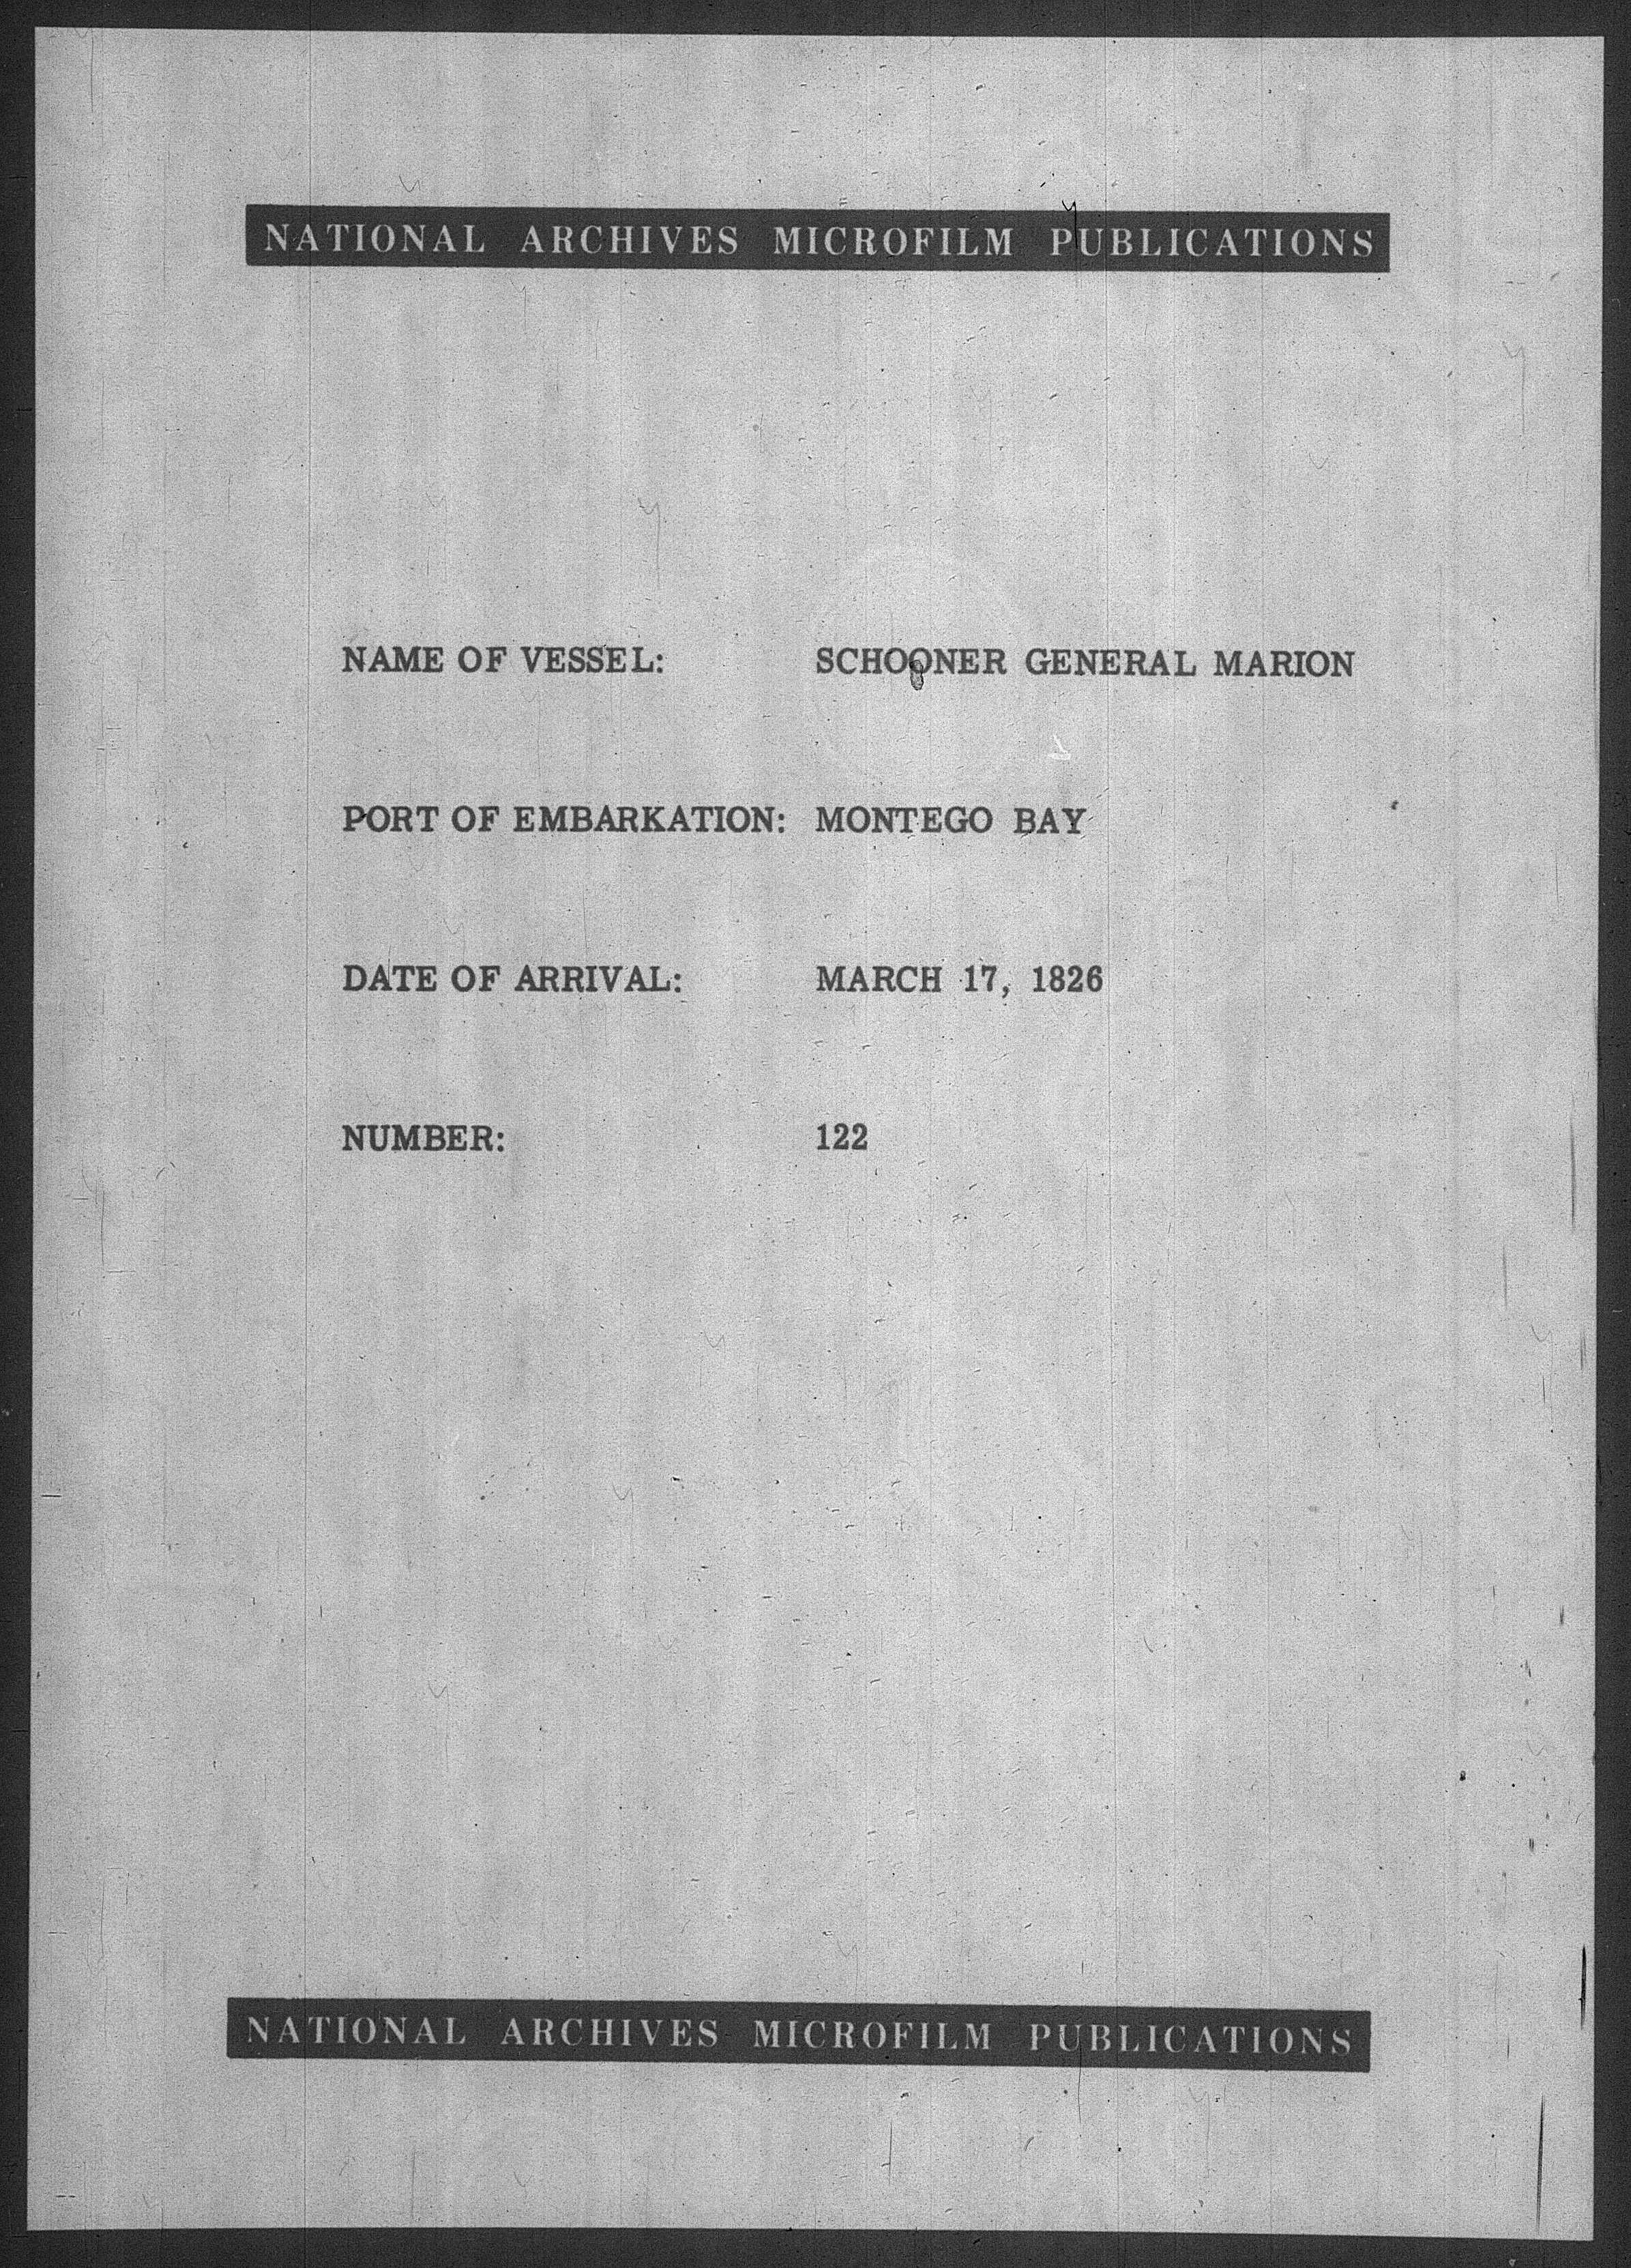 NATIONAL ARCHIVES MICROFILM PUBLICATIONS
NAME OF VESSEL: SCHOONER GENERAL MARION
PORT OF EMBARKATION: MONTEGO BAY
DATE OF ARRIVAL: MARCH 17, 1826
NUMBER: 122
NATIONAL ARCHIVES MICROFILM PUBLICATIONS